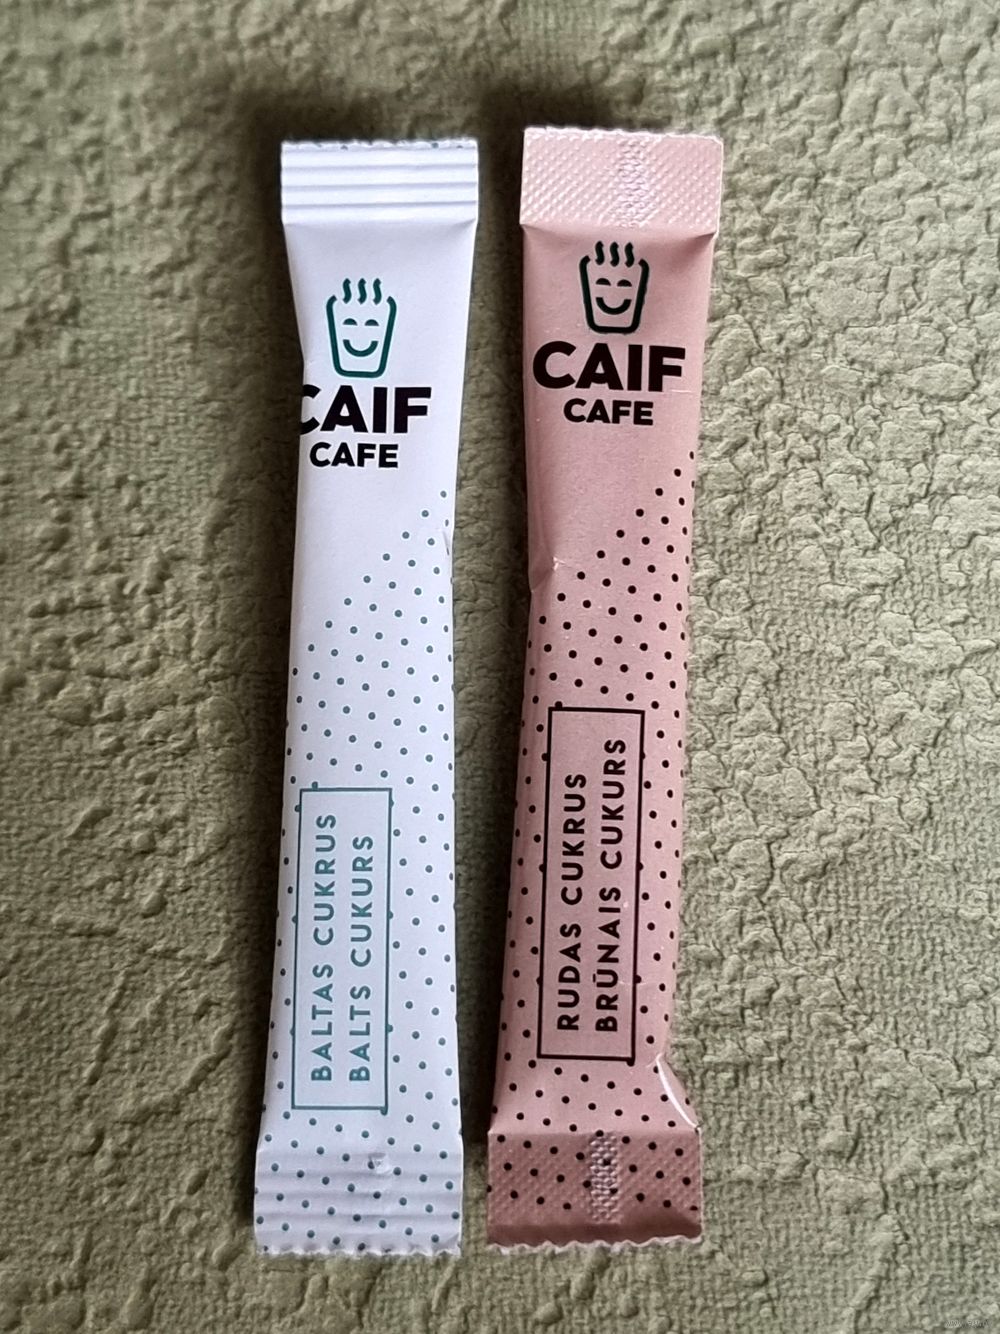 CAIF
CAFE
BALTAS CUKRUS
BALTS CUKURS
CAIF
CAFE
RUDAS CUKRUS
BRŪNAIS CUKURS